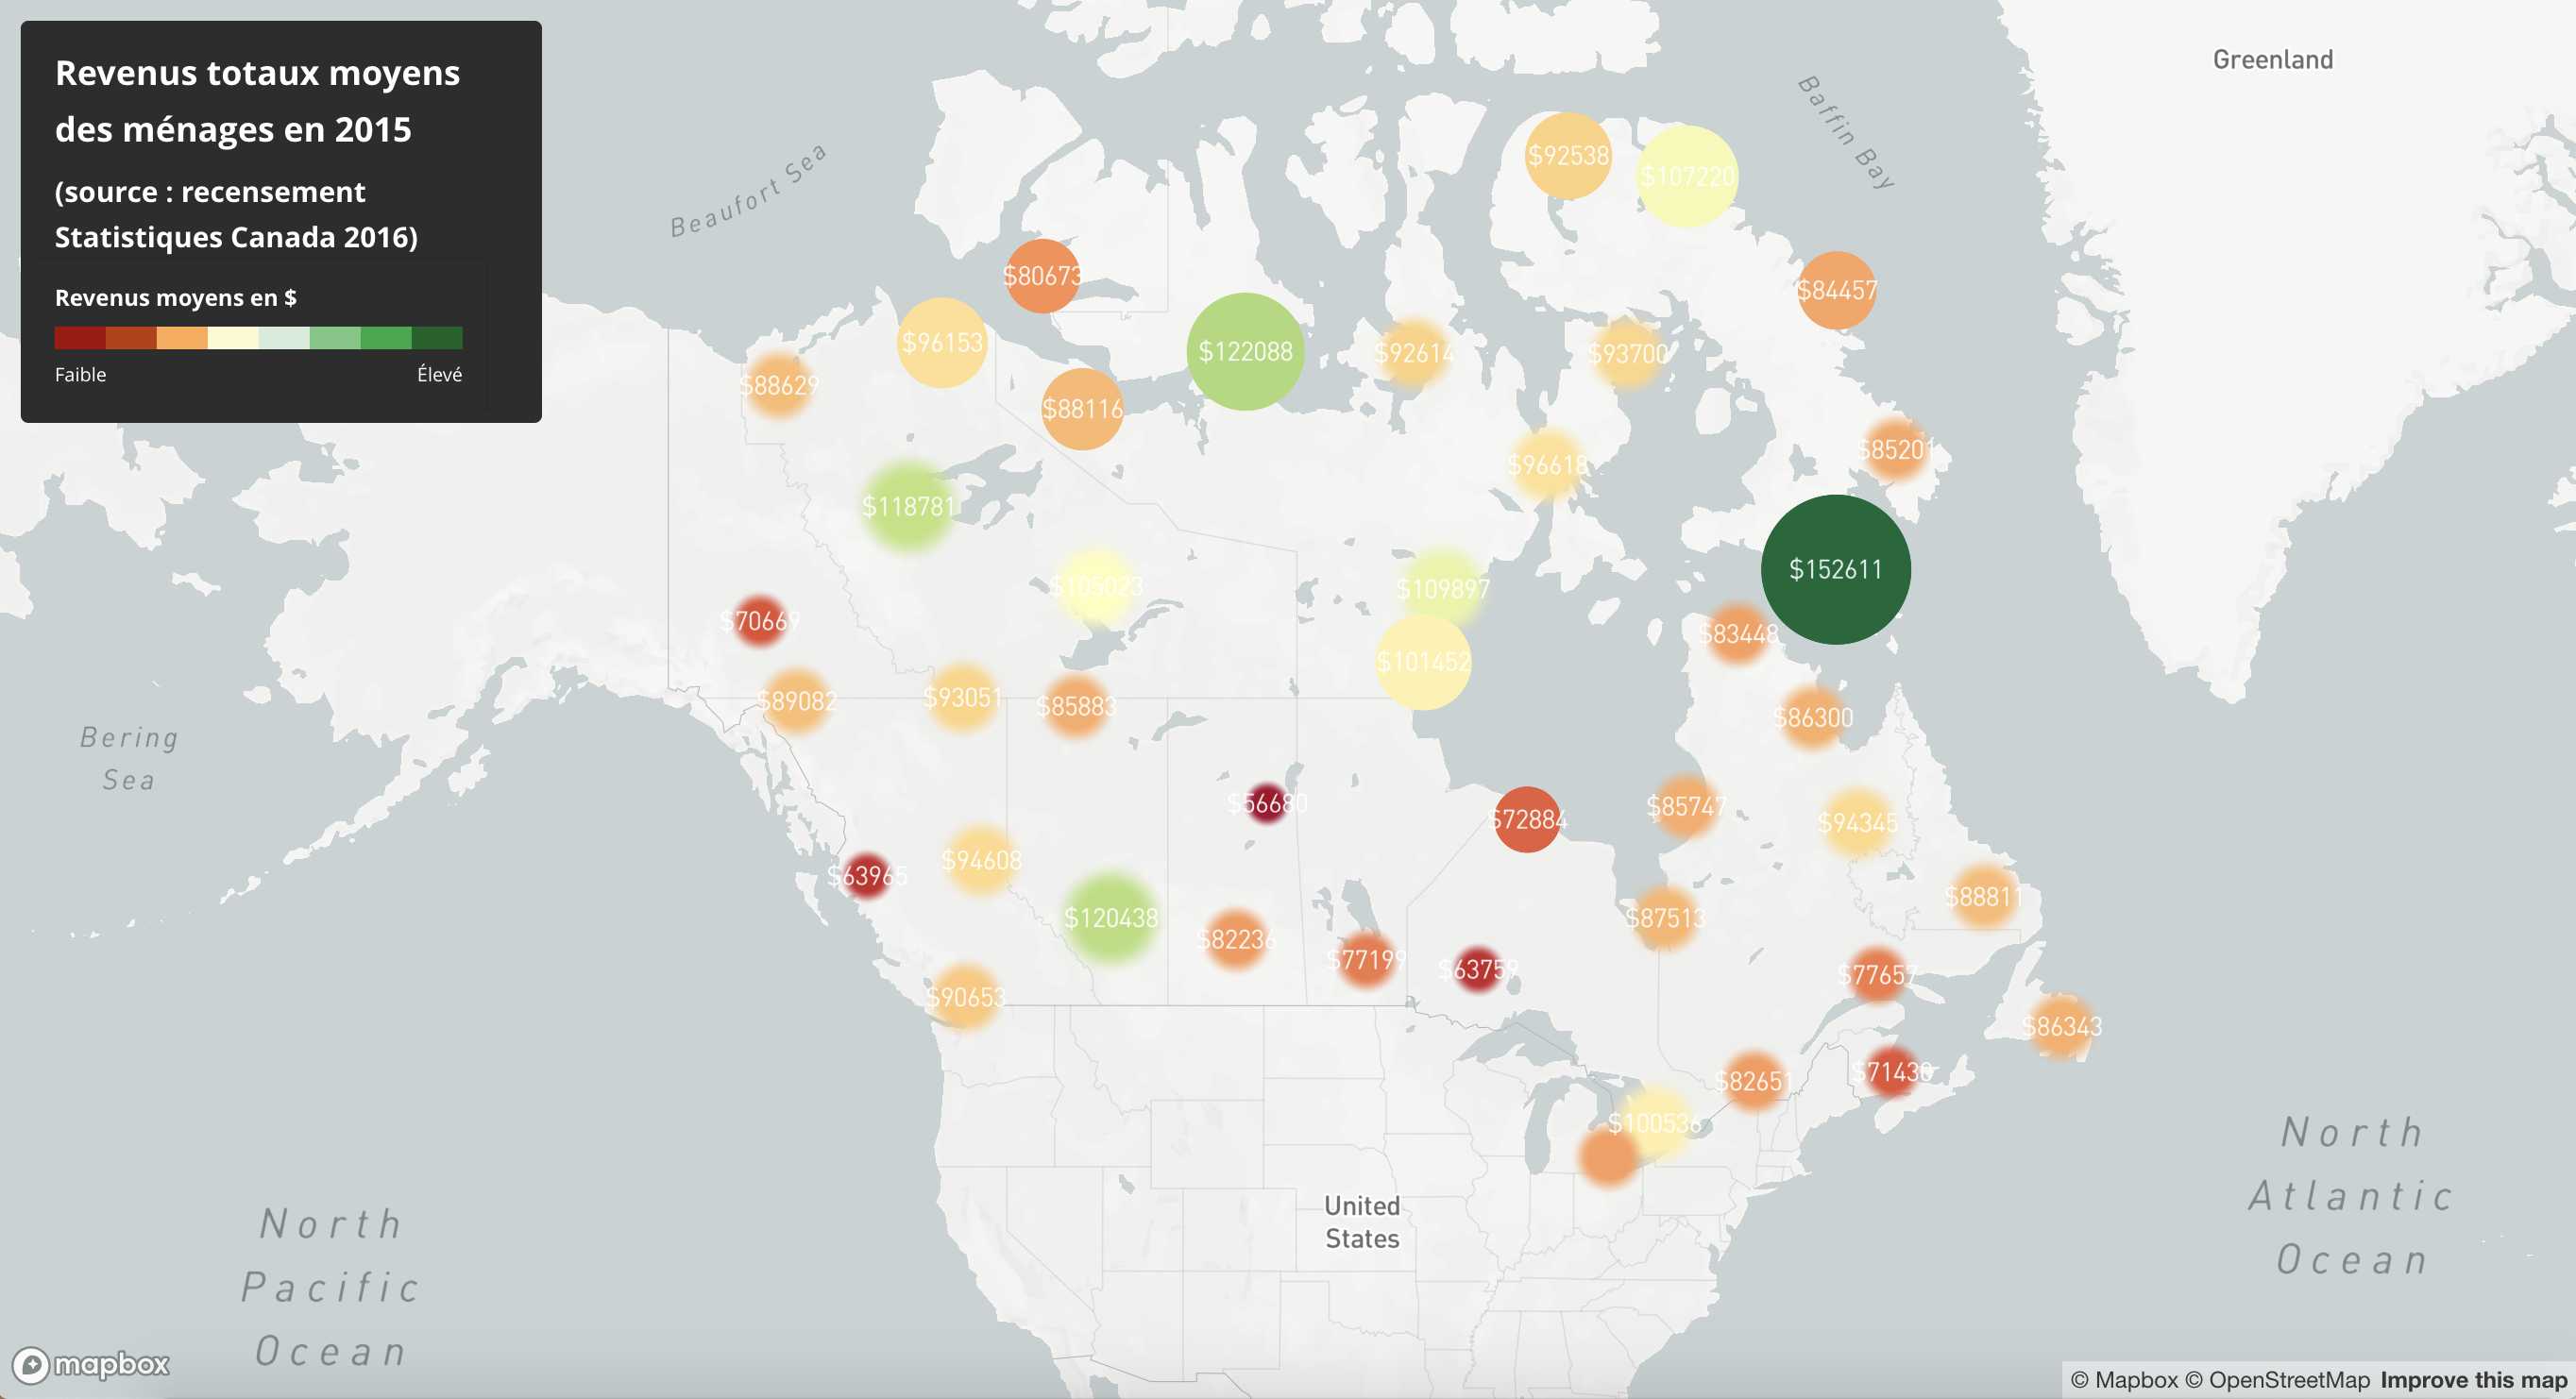 Revenus totaux moyens
des ménages en 2015
(source : recensement
Statistiques Canada 2016)
Revenus moyens en $
Faible
Élevé
Greenland
Baffin Bay
Beaufort Sea
$92538
$107220
$80673
$84457
$96153
$122088
$92614
$93700
$88629
$88116
$85201
$96618
$118781
$152611
$105023
$109897
$70669
$83448
$101452
$89082
$93051
$85883
$86300
Bering
Sea
$56680
$85747
$72884
$94345
$94608
$63965
$88811
$120438
$87513
$82236
$77199
$63759
$77657
$90653
$86343
$71430
$82651
$100536
United
States
North
Pacific
Ocean
North
Atlantic
Ocean
mapbox
© Mapbox © OpenStreetMap Improve this map